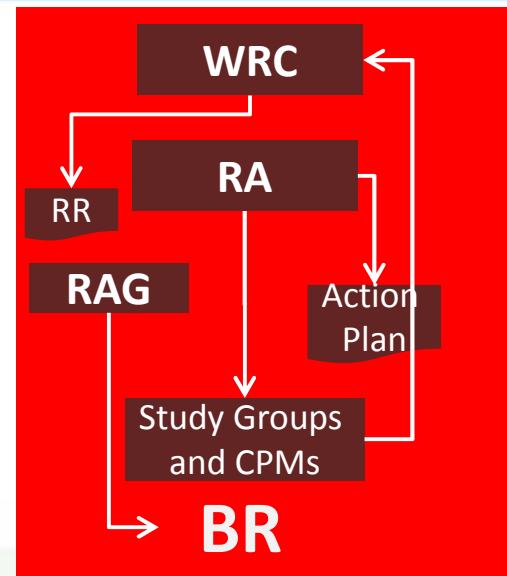 WRC
RA
RR
RAG
Action
Plan
Study Groups
and CPMs
BR